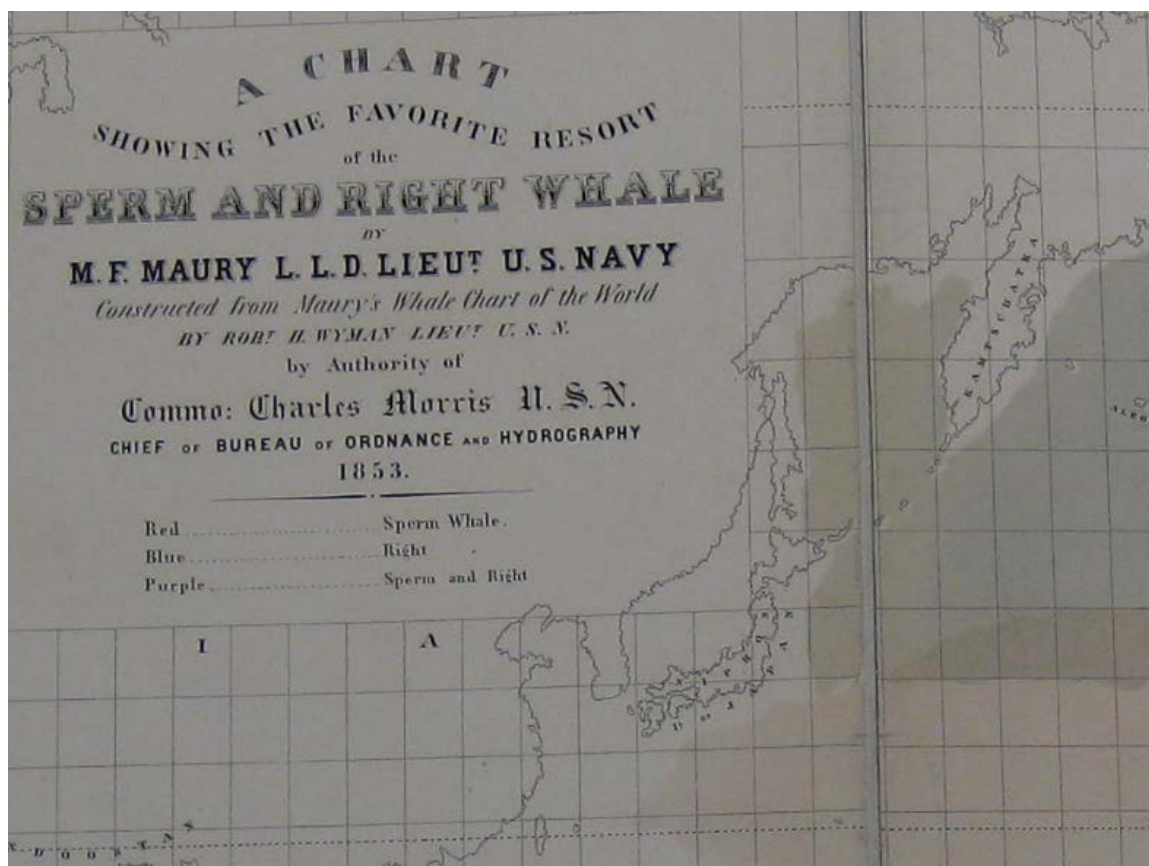 A CHART
SHOWING THE FAVORITE RESORT
of the
SPERM AND RIGHT WHALE
BY
M. F. MAURY L. L. D. LIEUT. U. S. NAVY
Constructed from Maury's Whale Chart of the World
BY ROBT. H. WYMAN LIEUT. U. S. N.
by Authority of
Commo: Charles Morris U. S. N.
CHIEF OF BUREAU OF ORDNANCE AND HYDROGRAPHY
1853.
Red Sperm Whale.
Blue Right
Purple Sperm and Right
KAMTSCHATKA
I A